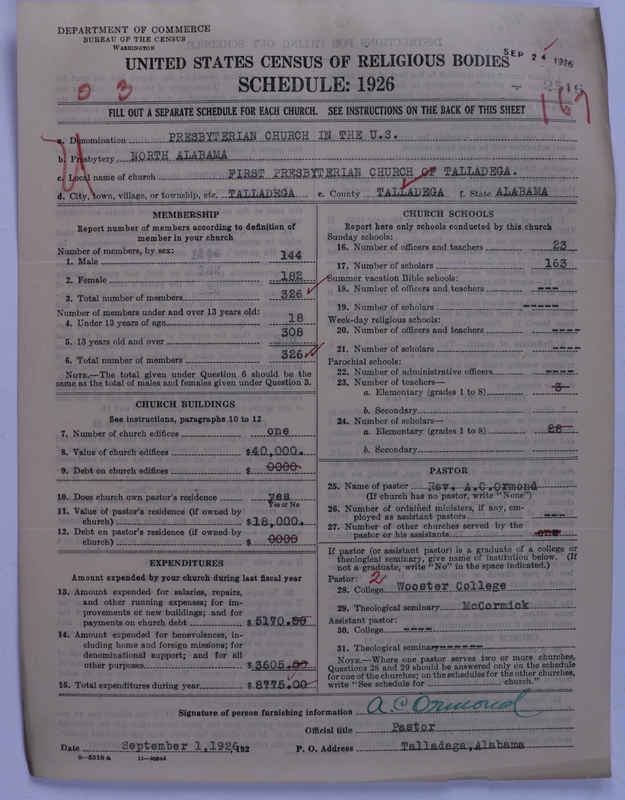 DEPARTMENT OF COMMERCE
BUREAU OF THE CENSUS
WASHINGTON
UNITED STATES CENSUS OF RELIGIOUS BODIES
SEP 24 1926
SCHEDULE: 1926
2516
0 3
167
FILL OUT A SEPARATE SCHEDULE FOR EACH CHURCH. SEE INSTRUCTIONS ON THE BACK OF THIS SHEET
a. Denomination PRESBYTERIAN CHURCH IN THE U.S.
b. Presbytery NORTH ALABAMA
c. Local name of church FIRST PRESBYTERIAN CHURCH OF TALLADEGA.
d. City, town, village, or township, etc. TALLADEGA e. County TALLADEGA f. State ALABAMA
MEMBERSHIP
Report number of members according to definition of
member in your church
Number of members, by sex:
1. Male 144
2. Female 182
3. Total number of members 326
Number of members under and over 13 years old:
4. Under 13 years of age 18
5. 13 years old and over 308
6. Total number of members 326
NOTE.—The total given under Question 6 should be the
same as the total of males and females given under Question 3.
CHURCH BUILDINGS
See instructions, paragraphs 10 to 12
7. Number of church edifices one
8. Value of church edifices $40,000.
9. Debt on church edifices $ 0000
10. Does church own pastor's residence yes
Yes or No
11. Value of pastor's residence (if owned by
church) $18,000.
12. Debt on pastor's residence (if owned by
church) $ 0000
EXPENDITURES
Amount expended by your church during last fiscal year
13. Amount expended for salaries, repairs,
and other running expenses; for im-
provements or new buildings; and for
payments on church debt $ 5170.00
14. Amount expended for benevolences, in-
cluding home and foreign missions; for
denominational support; and for all
other purposes $ 3605.00
15. Total expenditures during year $ 8775.00
CHURCH SCHOOLS
Report here only schools conducted by this church
Sunday schools:
16. Number of officers and teachers 23
17. Number of scholars 163
Summer vacation Bible schools:
18. Number of officers and teachers ---
19. Number of scholars -----
Week-day religious schools:
20. Number of officers and teachers ----
21. Number of scholars ----
Parochial schools:
22. Number of administrative officers ----
23. Number of teachers—
a. Elementary (grades 1 to 8) 3
b. Secondary
24. Number of scholars—
a. Elementary (grades 1 to 8) 28
b. Secondary
PASTOR
25. Name of pastor Rev. A.C.Ormond
(If church has no pastor, write "None")
26. Number of ordained ministers, if any, em-
ployed as assistant pastors ---
27. Number of other churches served by the
pastor or his assistants
If pastor (or assistant pastor) is a graduate of a college or
theological seminary, give name of institution below. (If
not a graduate, write "No" in the space indicated.)
Pastor: 2
28. College Wooster College
29. Theological seminary McCormick
Assistant pastor:
30. College ----
31. Theological seminary -------
NOTE.—Where one pastor serves two or more churches,
Questions 28 and 29 should be answered only on the schedule
for one of the churches; on the schedules for the other churches,
write "See schedule for church."
Signature of person furnishing information A C Ormond
Official title Pastor
Date September 1,1926 ,192 P. O. Address Talladega,Alabama
8—5518 a